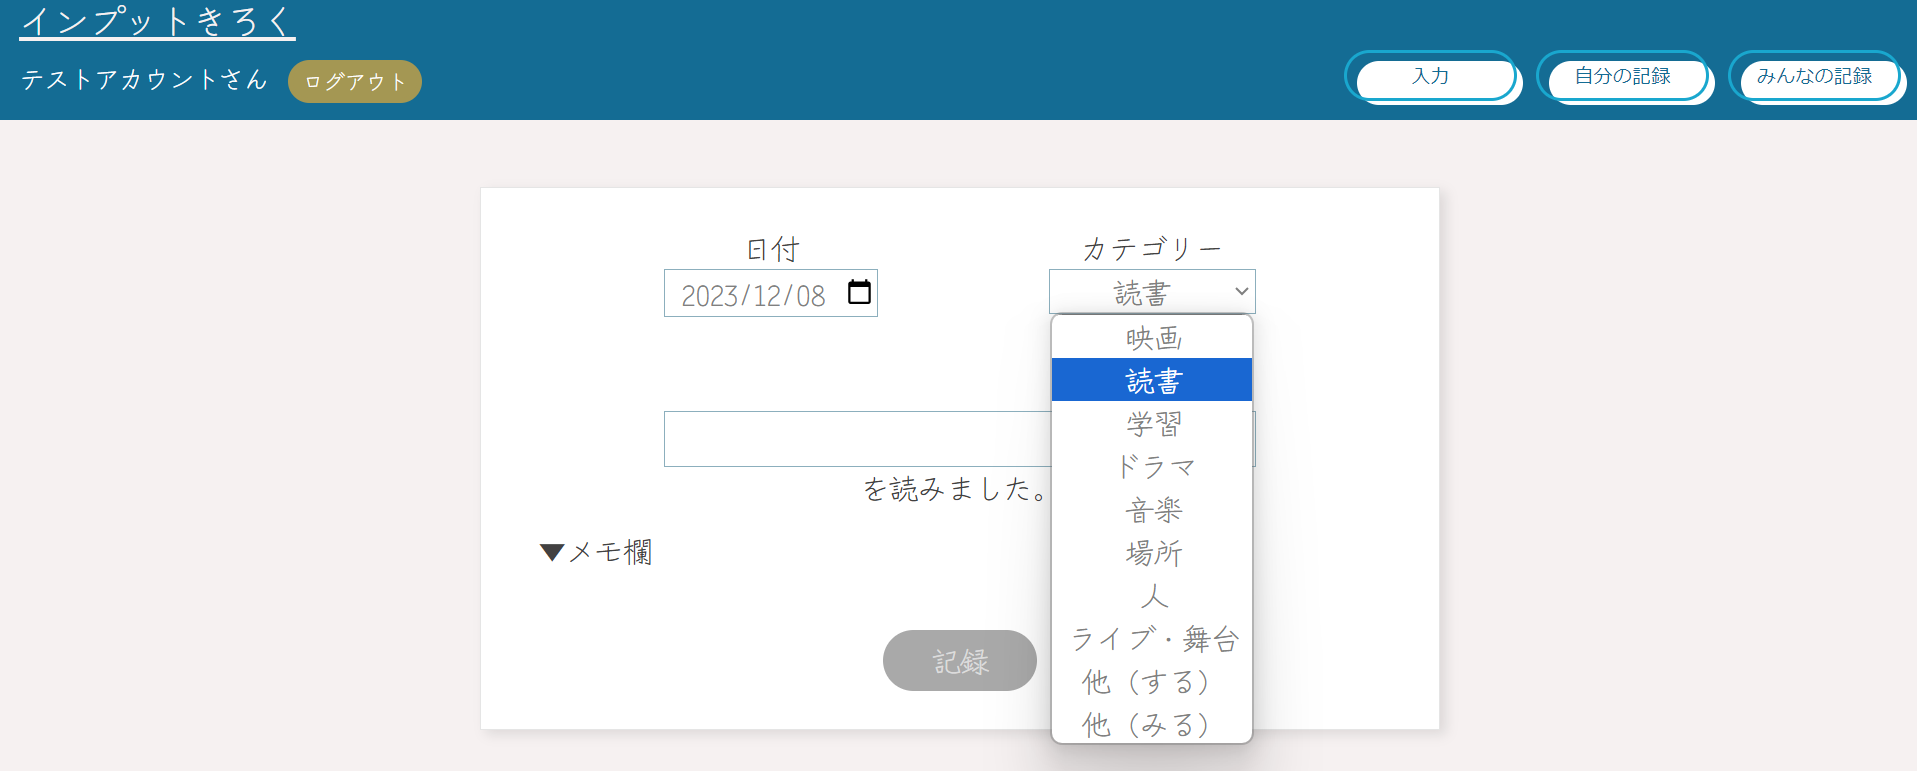 インプットきろく
テストアカウントさん ログアウト
入力 自分の記録 みんなの記録
日付 カテゴリー
2023/12/08 読書
映画
読書
学習
ドラマ
音楽
場所
人
ライブ・舞台
他（する）
他（みる）
を読みました。
▼メモ欄
記録